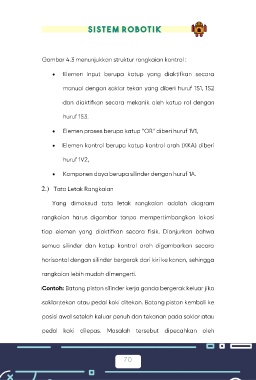 SISTEM ROBOTIK
Gambar 4.3 menunjukkan struktur rangkaian kontrol:
• Elemen input berupa katup yang diaktifkan secara
manual dengan saklar tekan yang diberi huruf 1S1, 1S2
dan diaktifkan secara mekanik oleh katup rol dengan
huruf 1S3.
• Elemen proses berupa katup "OR" diberi huruf 1V1,
• Elemen kontrol berupa katup kontrol arah (KKA) diberi
huruf 1V2,
• Komponen daya berupa silinder dengan huruf 1A.
2.) Tata Letak Rangkaian
Yang dimaksud tata letak rangkaian adalah diagram
rangkaian harus digambar tanpa mempertimbangkan lokasi
tiap elemen yang diaktifkan secara fisik. Dianjurkan bahwa
semua silinder dan katup kontrol arah digambarkan secara
horisontal dengan silinder bergerak dari kiri ke kanan, sehingga
rangkaian lebih mudah dimengerti.
Contoh: Batang piston silinder kerja ganda bergerak keluar jika
saklar tekan atau pedal kaki ditekan. Batang piston kembali ke
posisi awal setelah keluar penuh dan tekanan pada saklar atau
pedal kaki dilepas. Masalah tersebut dipecahkan oleh
70